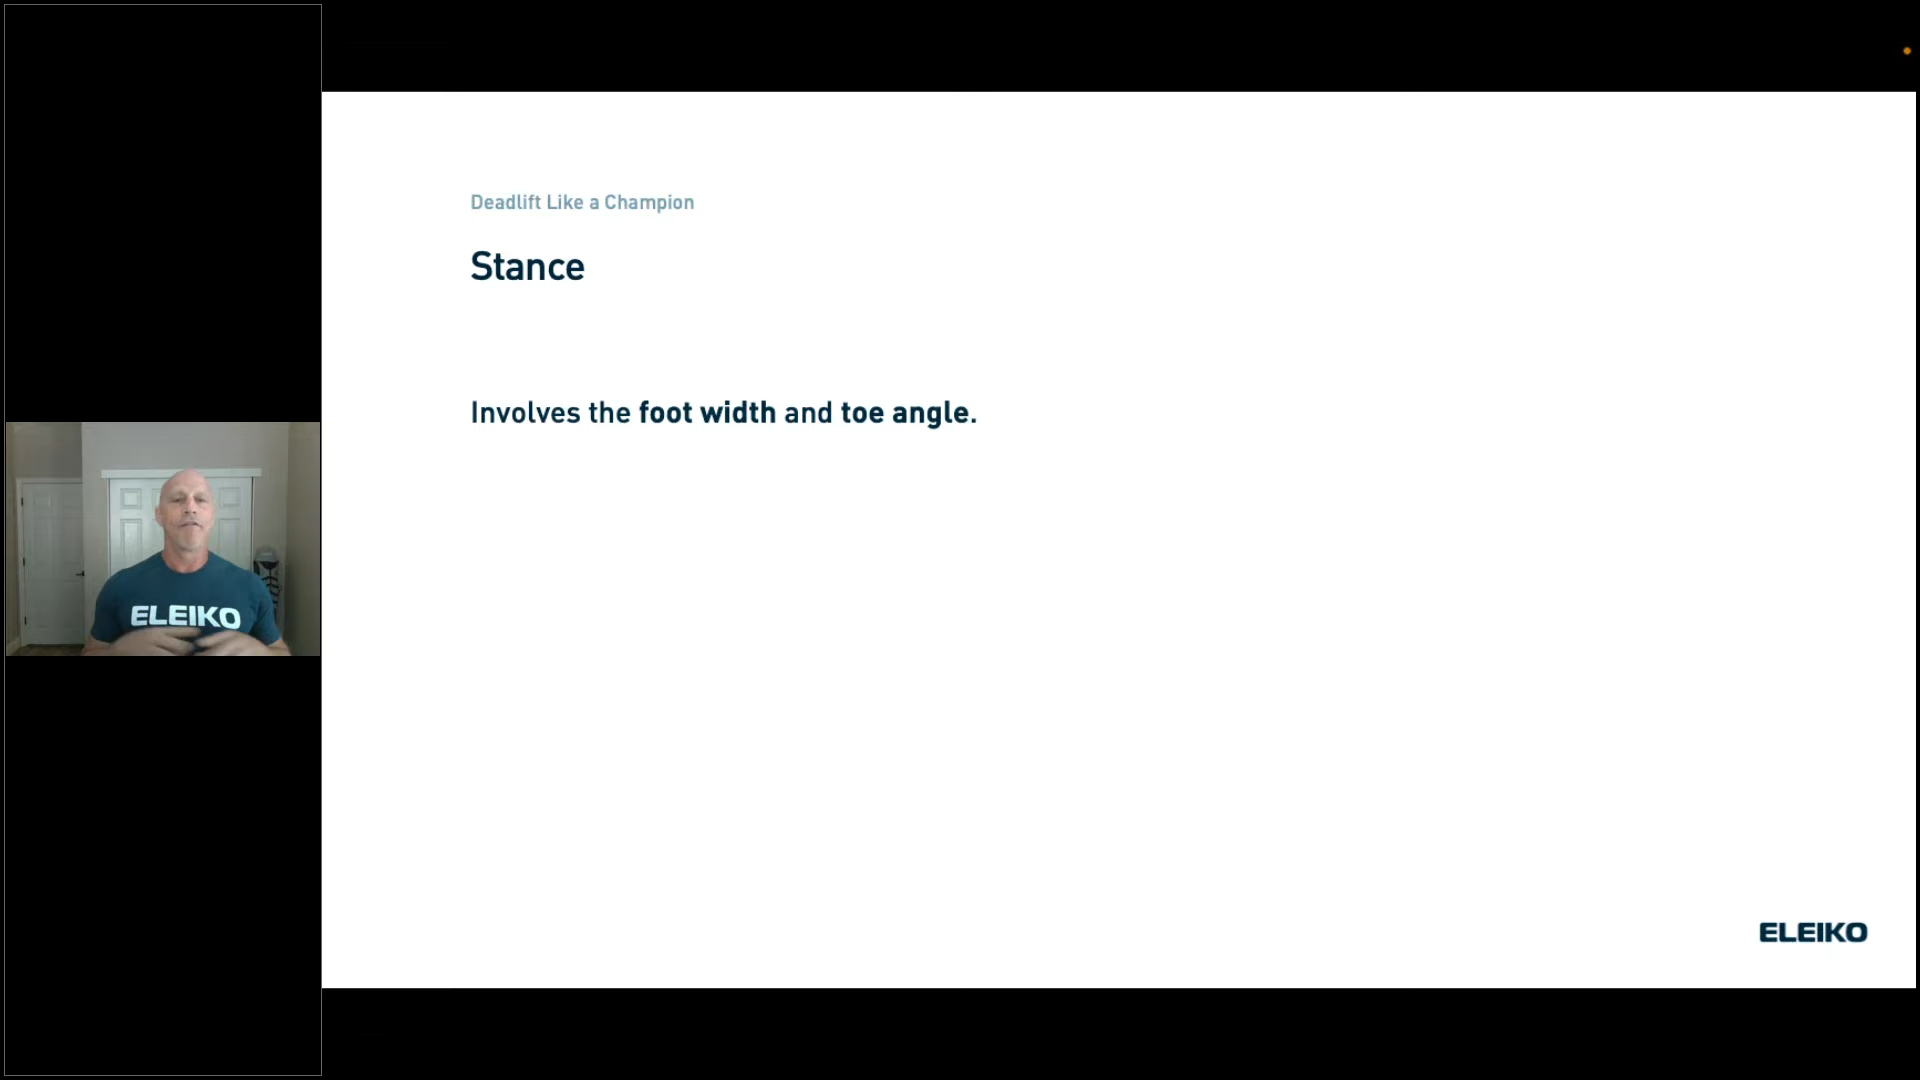 Deadlift Like a Champion
Stance
Involves the foot width and toe angle.
ELEIKO
ELEIKO